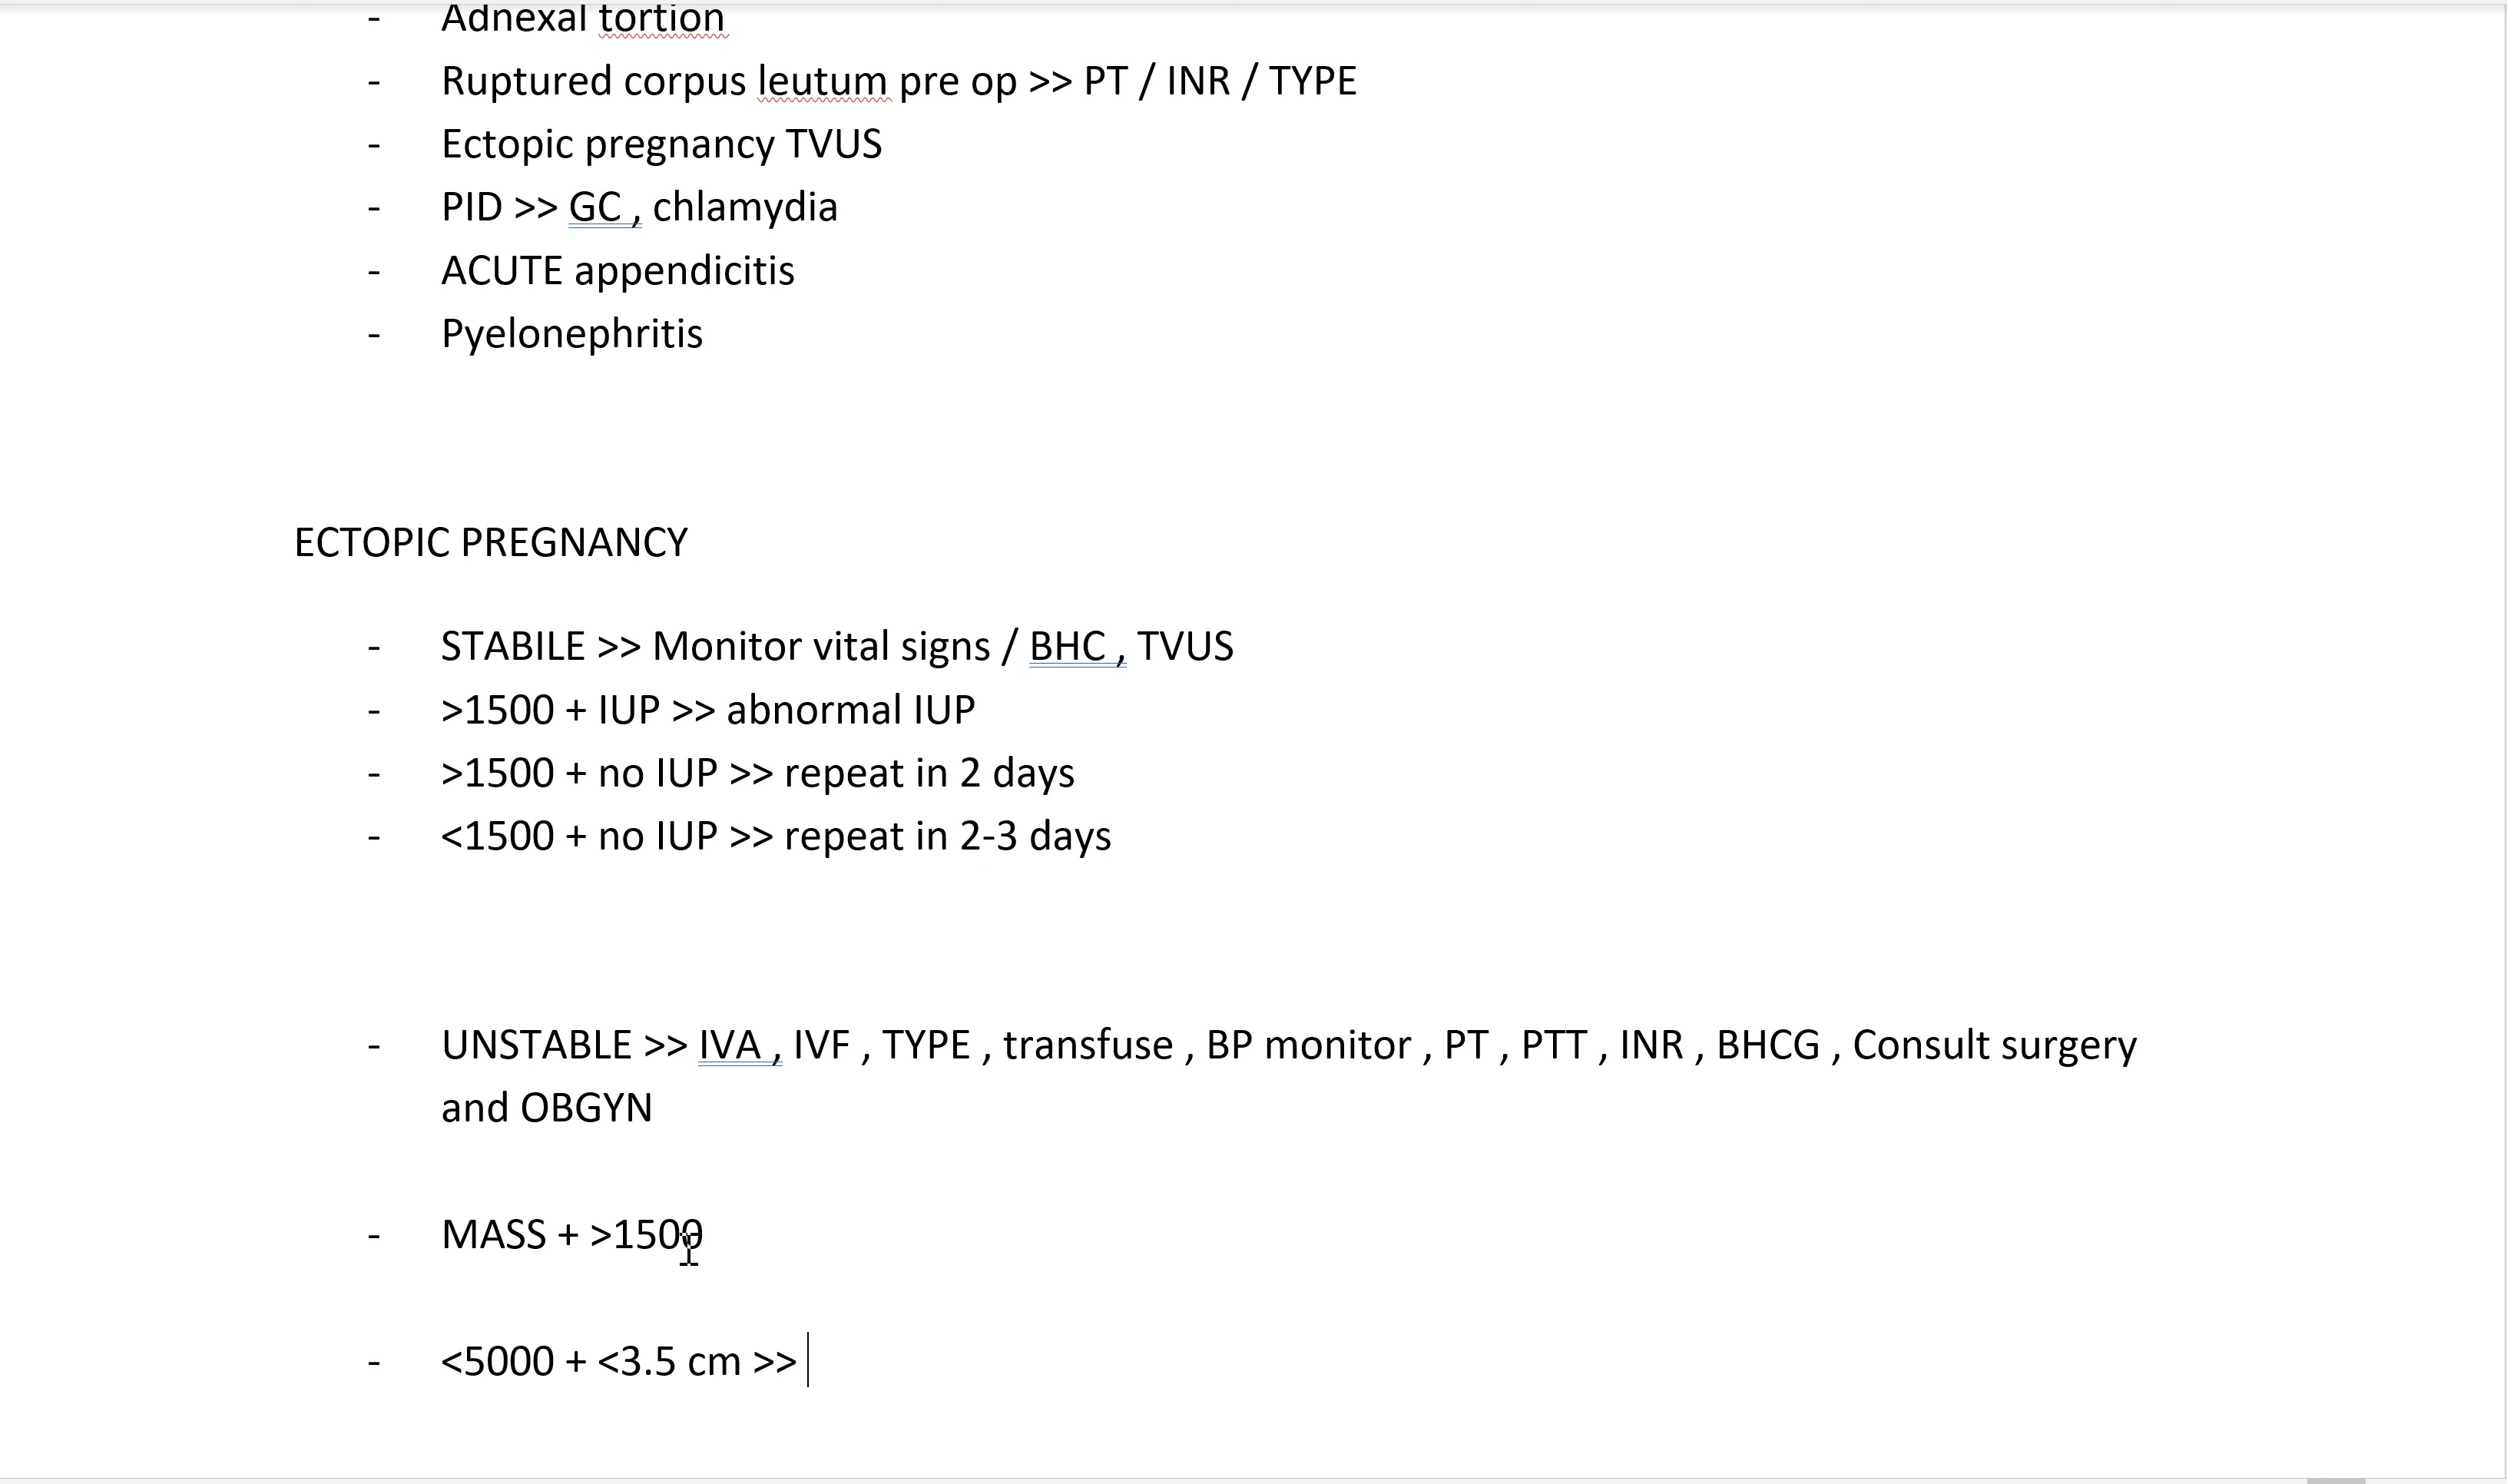 - Adnexal tortion
- Ruptured corpus leutum pre op >> PT / INR / TYPE
- Ectopic pregnancy TVUS
- PID >> GC , chlamydia
- ACUTE appendicitis
- Pyelonephritis
ECTOPIC PREGNANCY
- STABILE >> Monitor vital signs / BHC , TVUS
- >1500 + IUP >> abnormal IUP
- >1500 + no IUP >> repeat in 2 days
- <1500 + no IUP >> repeat in 2-3 days
- UNSTABLE >> IVA , IVF , TYPE , transfuse , BP monitor , PT , PTT , INR , BHCG , Consult surgery
and OBGYN
- MASS + >1500
- <5000 + <3.5 cm >>